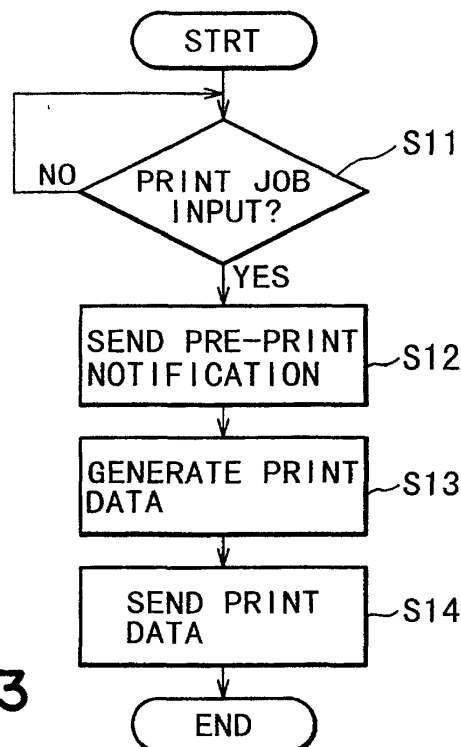 STRT
S11
NO
PRINT JOB
INPUT?
YES
SEND PRE-PRINT
NOTIFICATION
S12
GENERATE PRINT
DATA
S13
SEND PRINT
DATA
S14
3
END